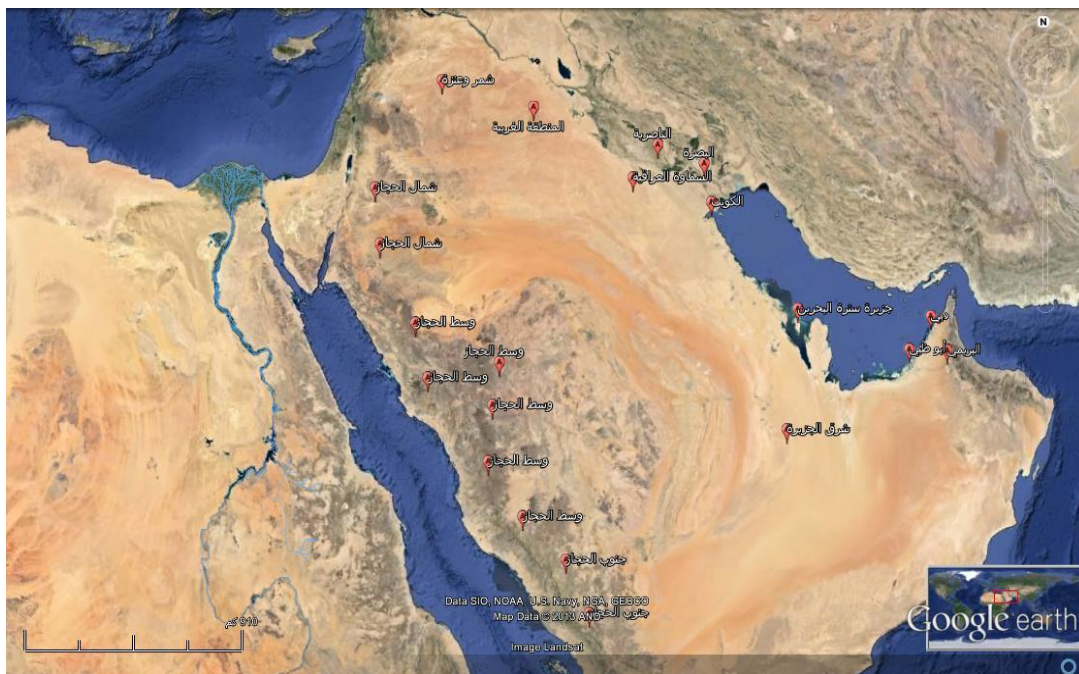 N
شمر وعنزة
المنطقة الغربية
الناصرية
البصرة
السماوة العراقية
شمال الحجاز
الكويت
شمال الحجاز
جزيرة سترة البحرين
دبي
وسط الحجاز
وسط الحجاز
أبو ظبي
البريمي
وسط الحجاز
وسط الحجاز
شرق الجزيرة
وسط الحجاز
وسط الحجاز
جنوب الحجاز
جنوب الحجاز
Data SIO, NOAA, U.S. Navy, NGA, GEBCO
Map Data © 2013 AND
Image Landsat
910 كم
Google earth